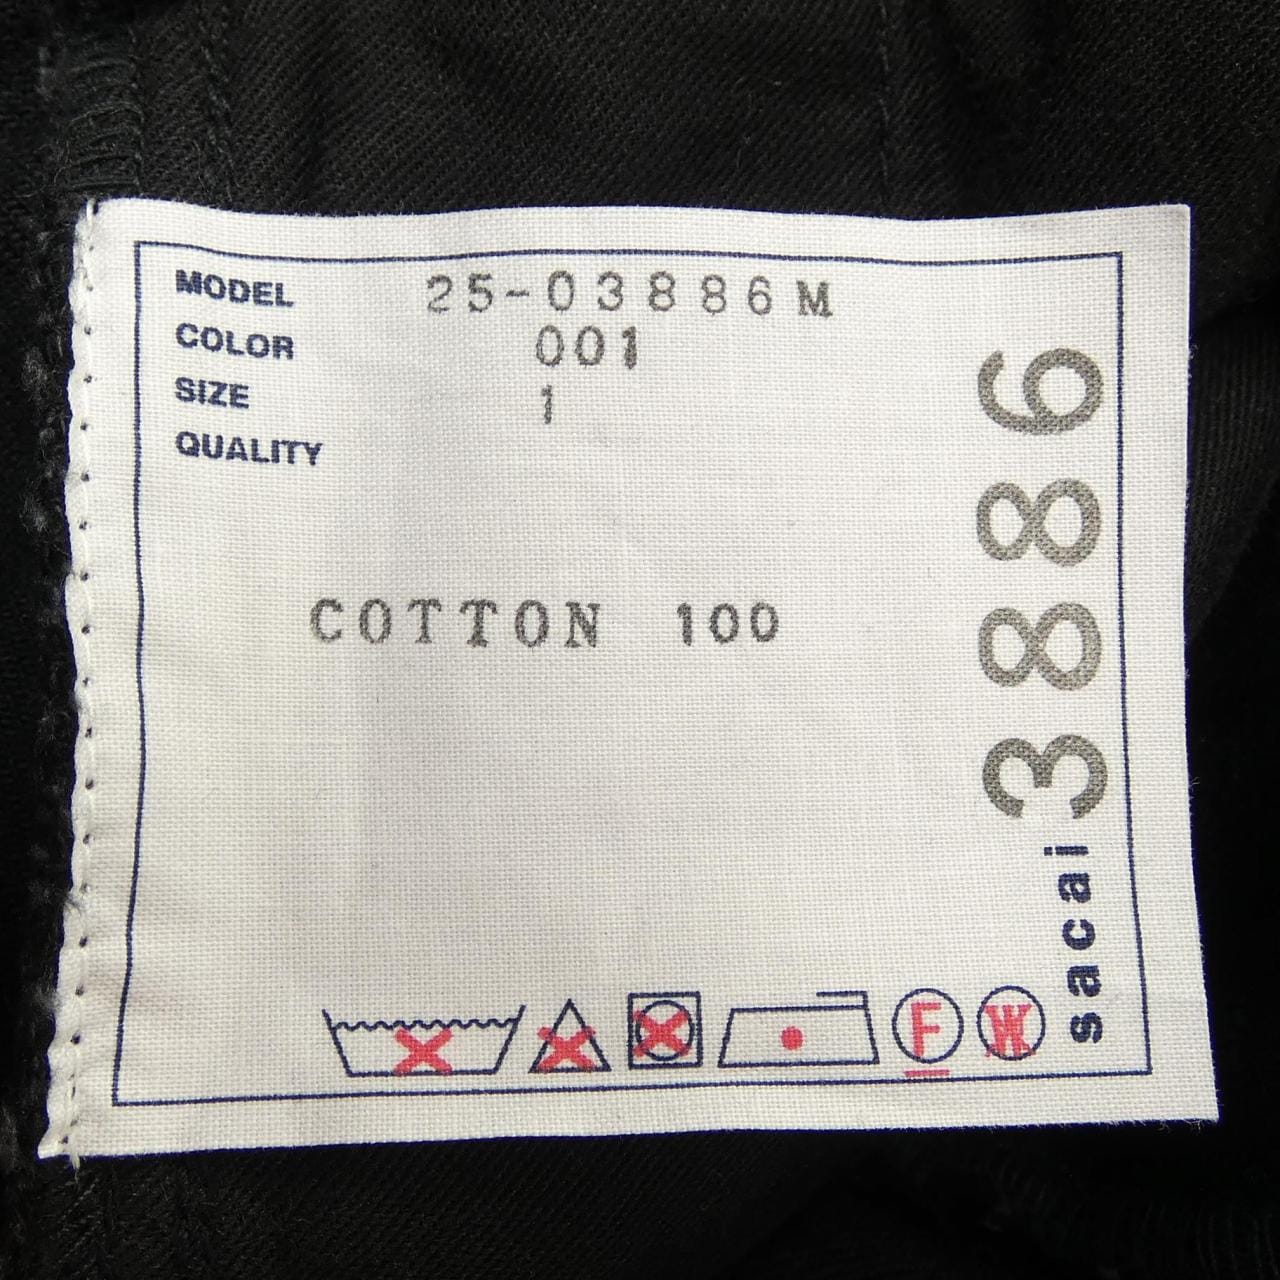 MODEL 25-03886M
COLOR 001
SIZE 1
QUALITY
COTTON 100
sacai 3886
F W